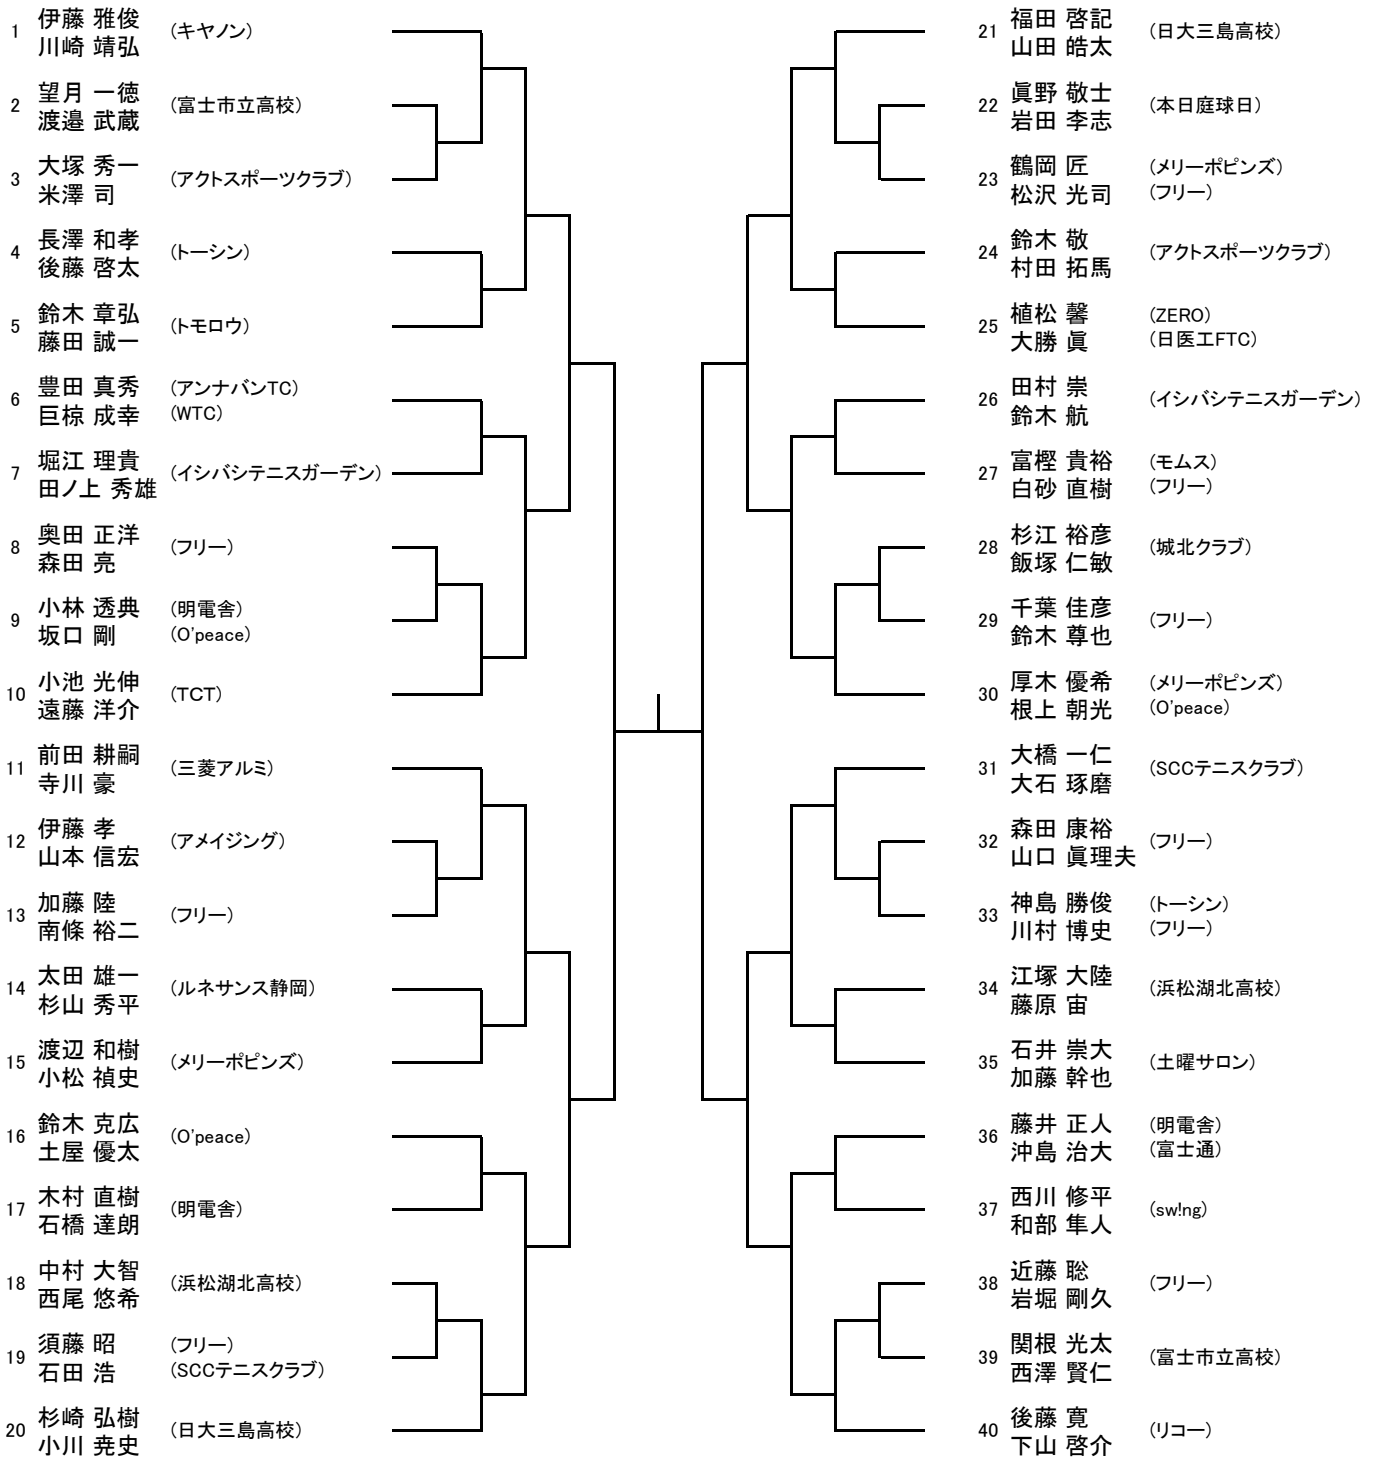 1 伊藤 雅俊 (キヤノン)
川崎 靖弘
2 望月 一徳 (富士市立高校)
渡邉 武蔵
3 大塚 秀一 (アクトスポーツクラブ)
米澤 司
4 長澤 和孝 (トーシン)
後藤 啓太
5 鈴木 章弘 (トモロウ)
藤田 誠一
6 豊田 真秀 (アンナバンTC)
巨椋 成幸 (WTC)
7 堀江 理貴 (イシバシテニスガーデン)
田ノ上 秀雄
8 奥田 正洋 (フリー)
森田 亮
9 小林 透典 (明電舎)
坂口 剛 (O'peace)
10 小池 光伸 (TCT)
遠藤 洋介
11 前田 耕嗣 (三菱アルミ)
寺川 豪
12 伊藤 孝 (アメイジング)
山本 信宏
13 加藤 陸 (フリー)
南條 裕二
14 太田 雄一 (ルネサンス静岡)
杉山 秀平
15 渡辺 和樹 (メリーポピンズ)
小松 禎史
16 鈴木 克広 (O'peace)
土屋 優太
17 木村 直樹 (明電舎)
石橋 達朗
18 中村 大智 (浜松湖北高校)
西尾 悠希
19 須藤 昭 (フリー)
石田 浩 (SCCテニスクラブ)
20 杉崎 弘樹 (日大三島高校)
小川 尭史
21 福田 啓記 (日大三島高校)
山田 皓太
22 眞野 敬士 (本日庭球日)
岩田 李志
23 鶴岡 匠 (メリーポピンズ)
松沢 光司 (フリー)
24 鈴木 敬 (アクトスポーツクラブ)
村田 拓馬
25 植松 馨 (ZERO)
大勝 眞 (日医工FTC)
26 田村 崇 (イシバシテニスガーデン)
鈴木 航
27 富樫 貴裕 (モムス)
白砂 直樹 (フリー)
28 杉江 裕彦 (城北クラブ)
飯塚 仁敏
29 千葉 佳彦 (フリー)
鈴木 尊也
30 厚木 優希 (メリーポピンズ)
根上 朝光 (O'peace)
31 大橋 一仁 (SCCテニスクラブ)
大石 琢磨
32 森田 康裕 (フリー)
山口 眞理夫
33 神島 勝俊 (トーシン)
川村 博史 (フリー)
34 江塚 大陸 (浜松湖北高校)
藤原 宙
35 石井 崇大 (土曜サロン)
加藤 幹也
36 藤井 正人 (明電舎)
沖島 治大 (富士通)
37 西川 修平 (sw!ng)
和部 隼人
38 近藤 聡 (フリー)
岩堀 剛久
39 関根 光太 (富士市立高校)
西澤 賢仁
40 後藤 寛 (リコー)
下山 啓介